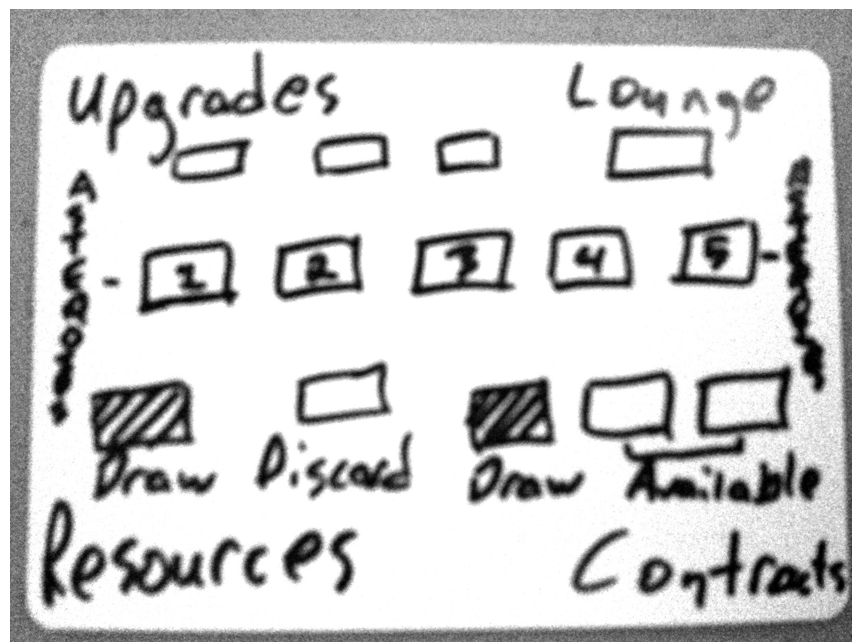 Upgrades
Lounge
ASTEROIDS
1 2 3 4 5
ASTEROIDS
Draw Discard
Draw Available
Resources
Contracts